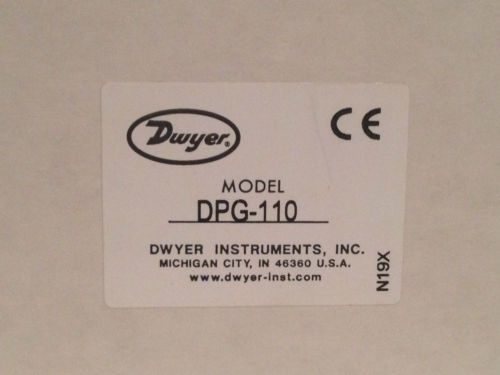 Dwyer®
CE
MODEL
DPG-110
DWYER INSTRUMENTS, INC.
MICHIGAN CITY, IN 46360 U.S.A.
www.dwyer-inst.com
N19X